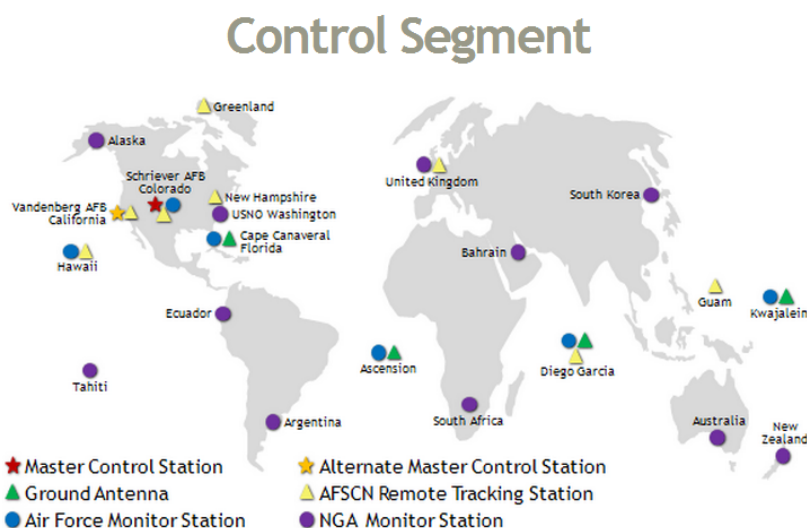 Control Segment
Greenland
Alaska
Schriever AFB
Colorado
Vandenberg AFB
California
New Hampshire
USNO Washington
Cape Canaveral
Florida
Hawaii
United Kingdom
South Korea
Bahrain
Guam
Kwajalein
Ecuador
Tahiti
Ascension
Diego Garcia
Argentina
South Africa
Australia
New
Zealand
Master Control Station
Alternate Master Control Station
Ground Antenna
AFSCN Remote Tracking Station
Air Force Monitor Station
NGA Monitor Station